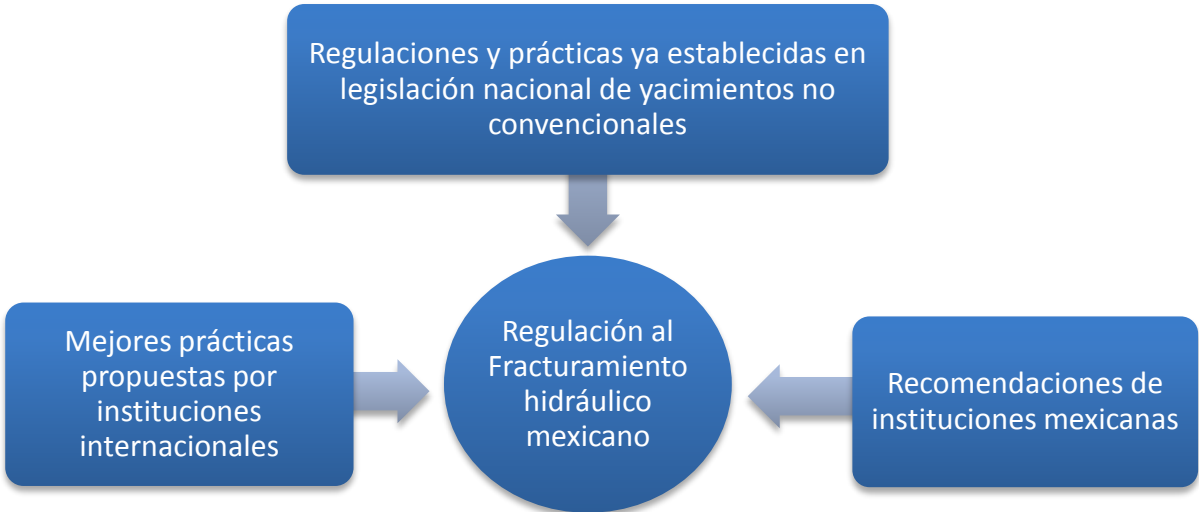 Regulaciones y prácticas ya establecidas en
legislación nacional de yacimientos no
convencionales
Mejores prácticas
propuestas por
instituciones
internacionales
Regulación al
Fracturamiento
hidráulico
mexicano
Recomendaciones de
instituciones mexicanas